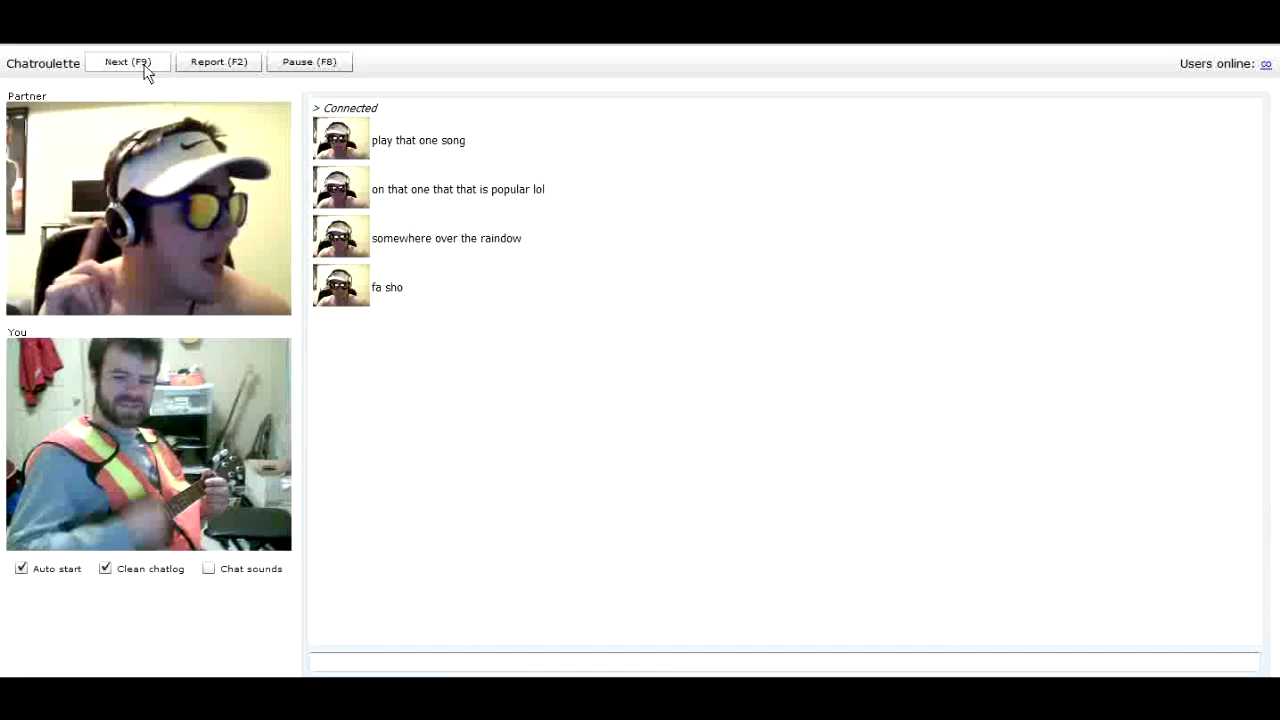 Chatroulette Next (F9) Report (F2) Pause (F8) Users online: ∞
Partner
> Connected
play that one song
on that one that that is popular lol
somewhere over the raindow
fa sho
You
Auto start Clean chatlog Chat sounds